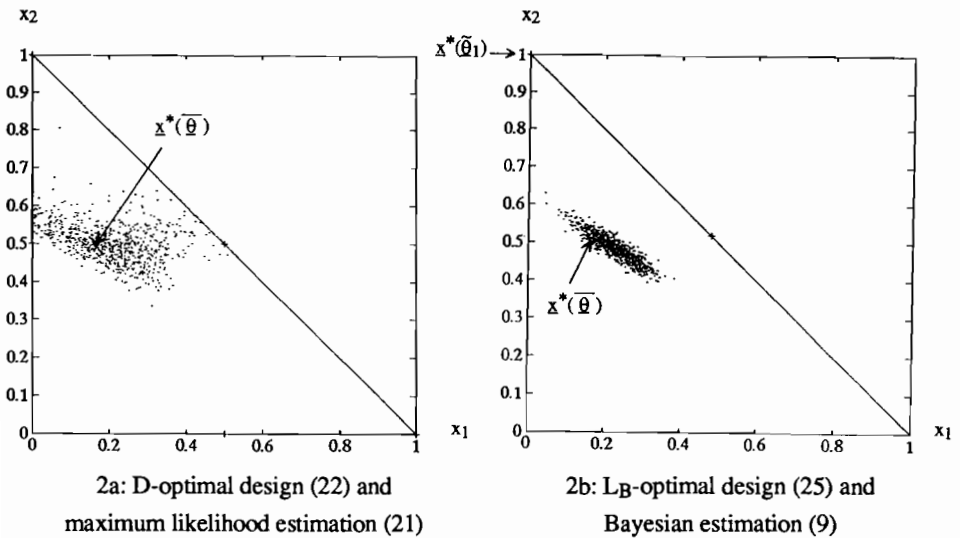 x2
1
0.9
0.8
0.7
0.6
0.5
0.4
0.3
0.2
0.1
0
x*(θ̅)
0 0.2 0.4 0.6 0.8 1
x1
2a: D-optimal design (22) and
maximum likelihood estimation (21)
x2
x*(θ̃1)
1
0.9
0.8
0.7
0.6
0.5
0.4
0.3
0.2
0.1
0
x*(θ̅)
0 0.2 0.4 0.6 0.8 1
x1
2b: LB-optimal design (25) and
Bayesian estimation (9)